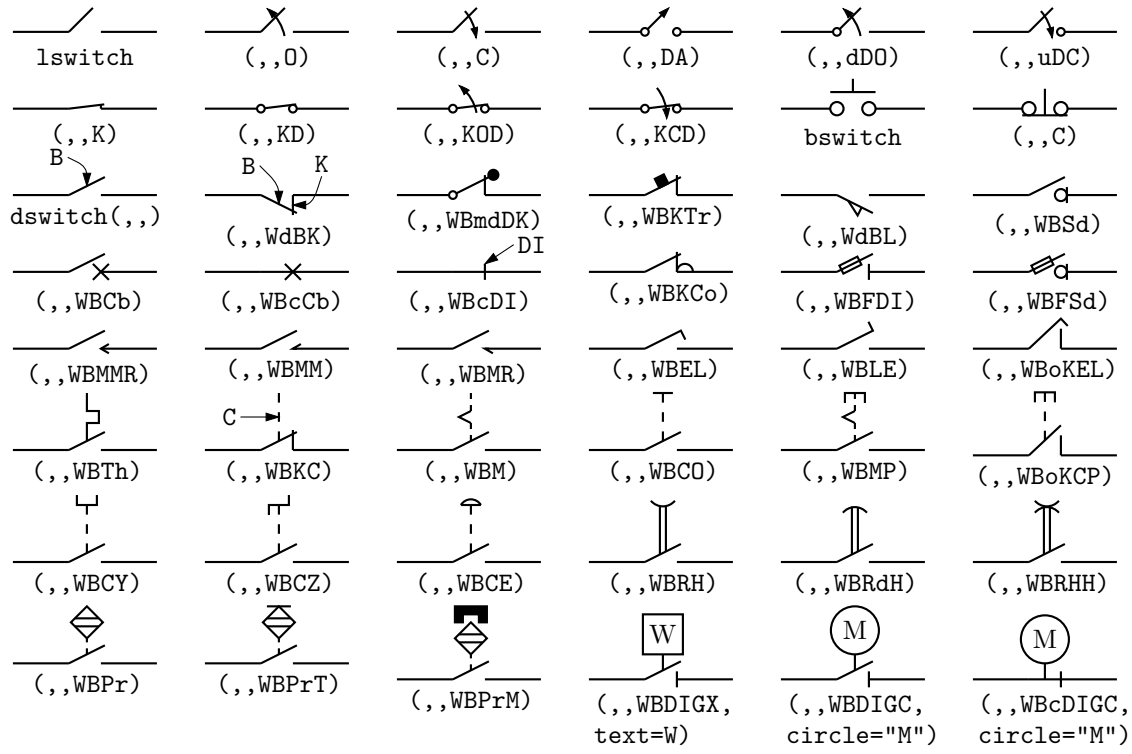 lswitch (,,O) (,,C) (,,DA) (,,dDO) (,,uDC)
(,,K) (,,KD) (,,KOD) (,,KCD) bswitch (,,C)
B B K
dswitch(,,) (,,WdBK) (,,WBmdDK) (,,WBKTr) (,,WdBL) (,,WBSd)
DI
(,,WBCb) (,,WBcCb) (,,WBcDI) (,,WBKCo) (,,WBFDI) (,,WBFSd)
(,,WBMMR) (,,WBMM) (,,WBMR) (,,WBEL) (,,WBLE) (,,WBoKEL)
C
(,,WBTh) (,,WBKC) (,,WBM) (,,WBCO) (,,WBMP) (,,WBoKCP)
(,,WBCY) (,,WBCZ) (,,WBCE) (,,WBRH) (,,WBRdH) (,,WBRHH)
W M M
(,,WBPr) (,,WBPrT) (,,WBPrM) (,,WBDIGX, (,,WBDIGC, (,,WBcDIGC,
text=W) circle="M") circle="M")